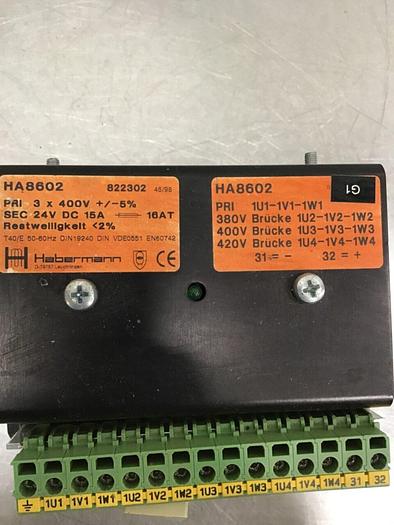 HA8602 822302 46/98
PRI 3 x 400V +/-5%
SEC 24V DC 15A 16AT
Restwelligkeit <2%
T40/E 50-60Hz DIN19240 DIN VDE0551 EN60742
Habermann
D-79787 Lauchringen
CE
HA8602
G1
PRI 1U1-1V1-1W1
380V Brücke 1U2-1V2-1W2
400V Brücke 1U3-1V3-1W3
420V Brücke 1U4-1V4-1W4
31 = - 32 = +
1U1 1V1 1W1 1U2 1V2 1W2 1U3 1V3 1W3 1U4 1V4 1W4 31 32